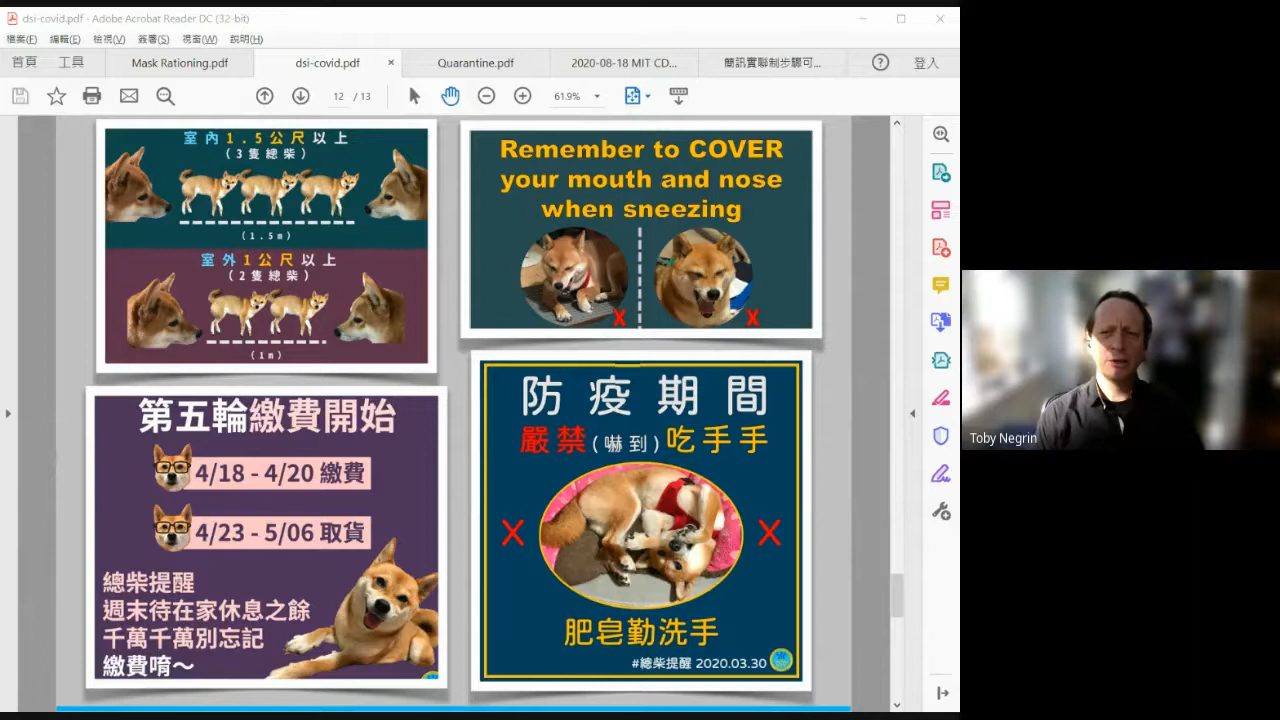 dsi-covid.pdf - Adobe Acrobat Reader DC (32-bit)
檔案(F) 編輯(E) 檢視(V) 簽署(S) 視窗(W) 說明(H)
首頁 工具 Mask Rationing.pdf dsi-covid.pdf × Quarantine.pdf 2020-08-18 MIT CD... 簡訊實聯制步驟可... 登入
12 / 13 61.9%
室內1.5公尺以上
(3隻總柴)
(1.5m)
室外1公尺以上
(2隻總柴)
(1m)
Remember to COVER
your mouth and nose
when sneezing
X X
第五輪繳費開始
4/18 - 4/20 繳費
4/23 - 5/06 取貨
總柴提醒
週末待在家休息之餘
千萬千萬別忘記
繳費唷～
防疫期間
嚴禁(嚇到)吃手手
X X
肥皂勤洗手
#總柴提醒 2020.03.30
Toby Negrin